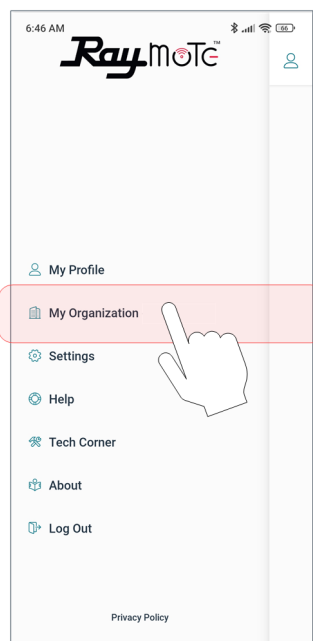 6:46 AM
66
RaymoTe™
My Profile
My Organization
Settings
Help
Tech Corner
About
Log Out
Privacy Policy